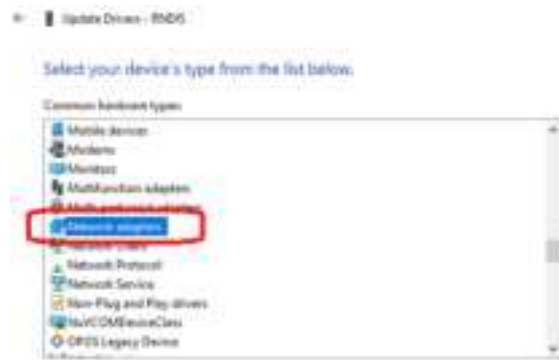 Update Drivers - RNDIS
Select your device's type from the list below.
Common hardware types:
Mobile devices
Modems
Monitors
Multifunction adapters
Network adapters
Network Protocol
Network Service
Non-Plug and Play drivers
NuVCOMDeviceClass
OPOS Legacy Device